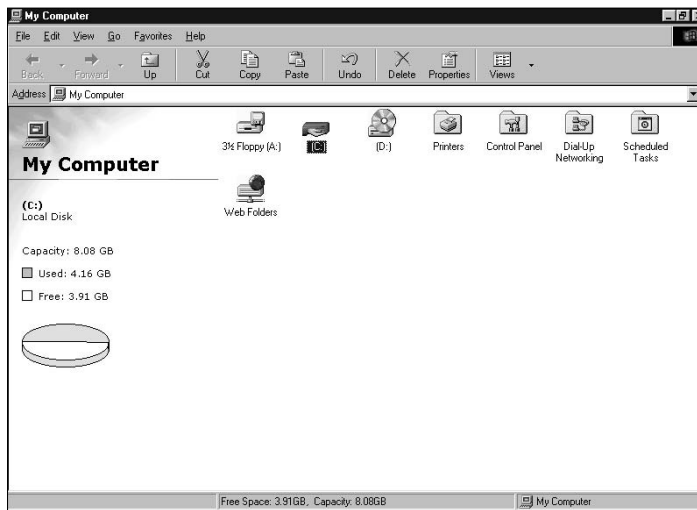 My Computer
File Edit View Go Favorites Help
Back Forward Up Cut Copy Paste Undo Delete Properties Views
Address My Computer
My Computer
(C:)
Local Disk
Capacity: 8.08 GB
Used: 4.16 GB
Free: 3.91 GB
3½ Floppy (A:) (C:) (D:) Printers Control Panel Dial-Up Networking Scheduled Tasks
Web Folders
Free Space: 3.91GB, Capacity: 8.08GB My Computer